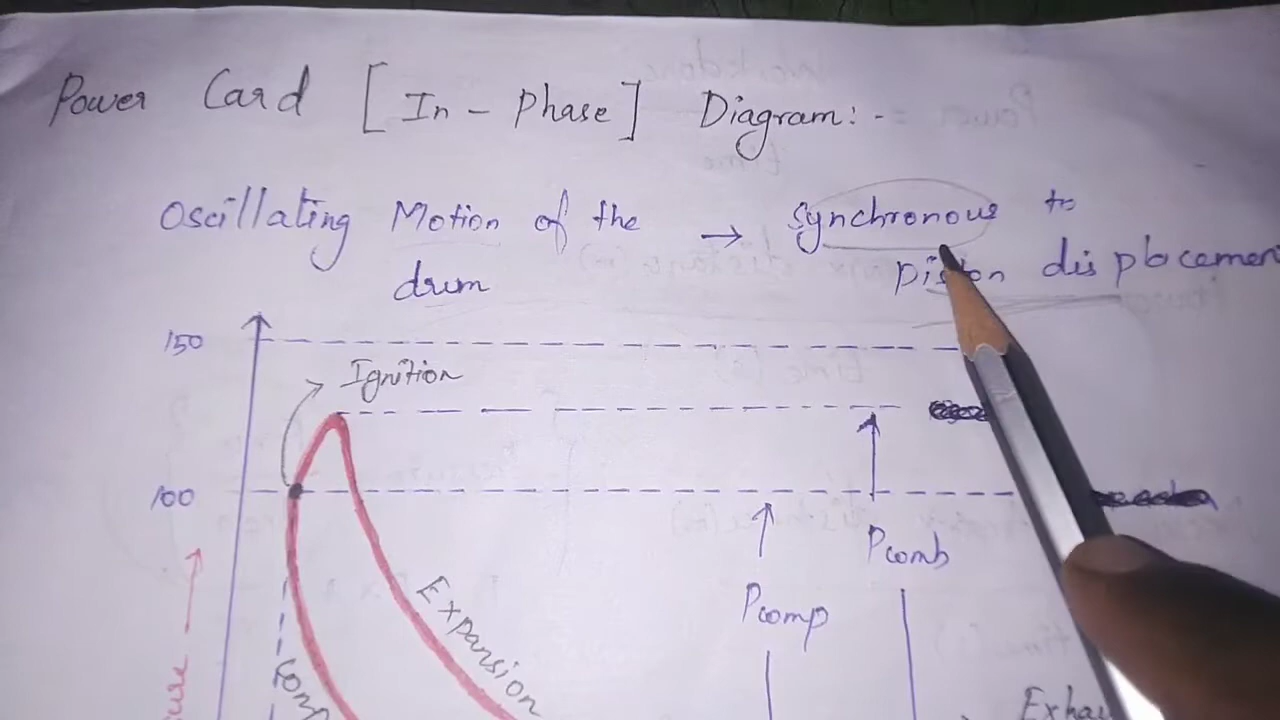 Power Card [In - Phase] Diagram:-
Oscillating Motion of the → Synchronous to
drum piston displacemen
150
Ignition
100
Pcomb
Expansion
Pcomp